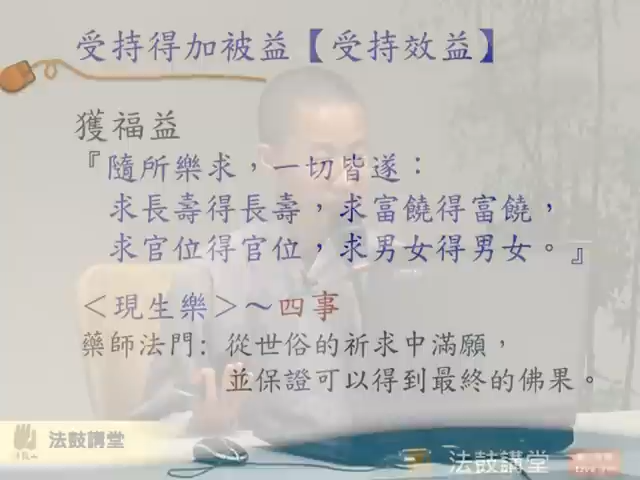 受持得加被益【受持效益】
獲福益
『隨所樂求，一切皆遂：
求長壽得長壽，求富饒得富饒，
求官位得官位，求男女得男女。』
＜現生樂＞～四事
藥師法門: 從世俗的祈求中滿願，
並保證可以得到最終的佛果。
法鼓講堂
法鼓講堂